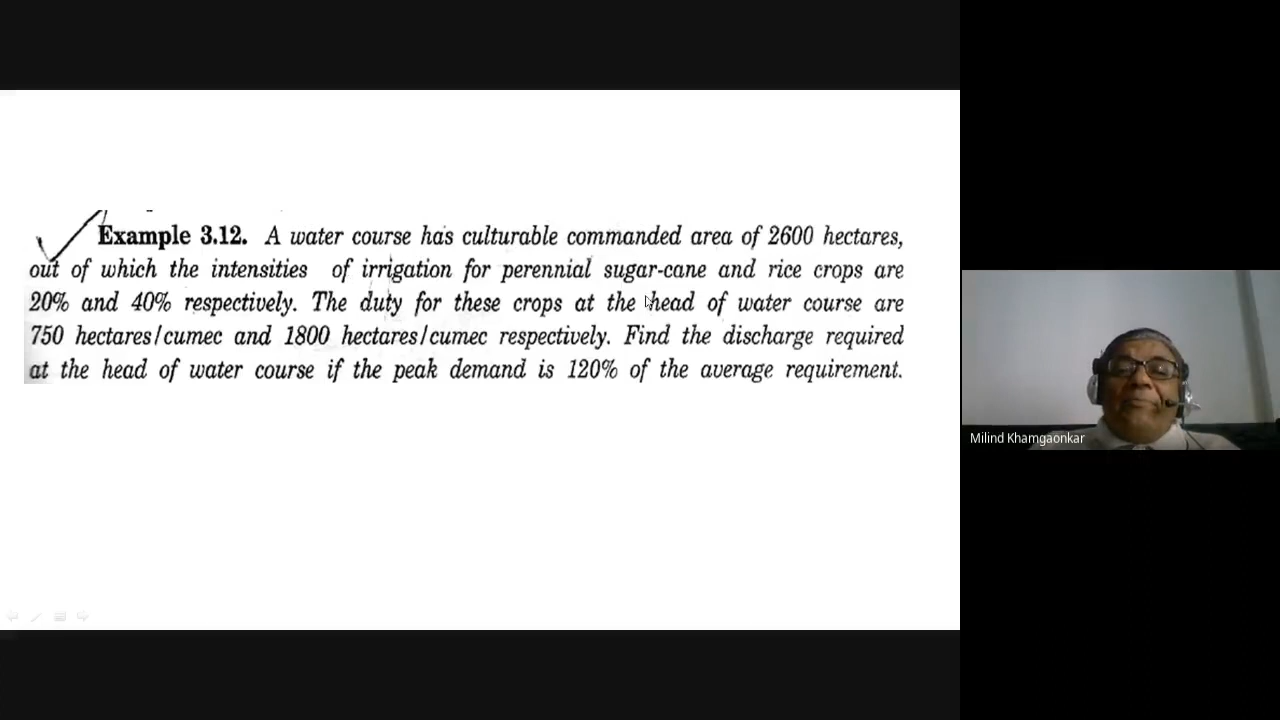 Example 3.12. A water course has culturable commanded area of 2600 hectares,
out of which the intensities of irrigation for perennial sugar-cane and rice crops are
20% and 40% respectively. The duty for these crops at the head of water course are
750 hectares/cumec and 1800 hectares/cumec respectively. Find the discharge required
at the head of water course if the peak demand is 120% of the average requirement.
Milind Khamgaonkar